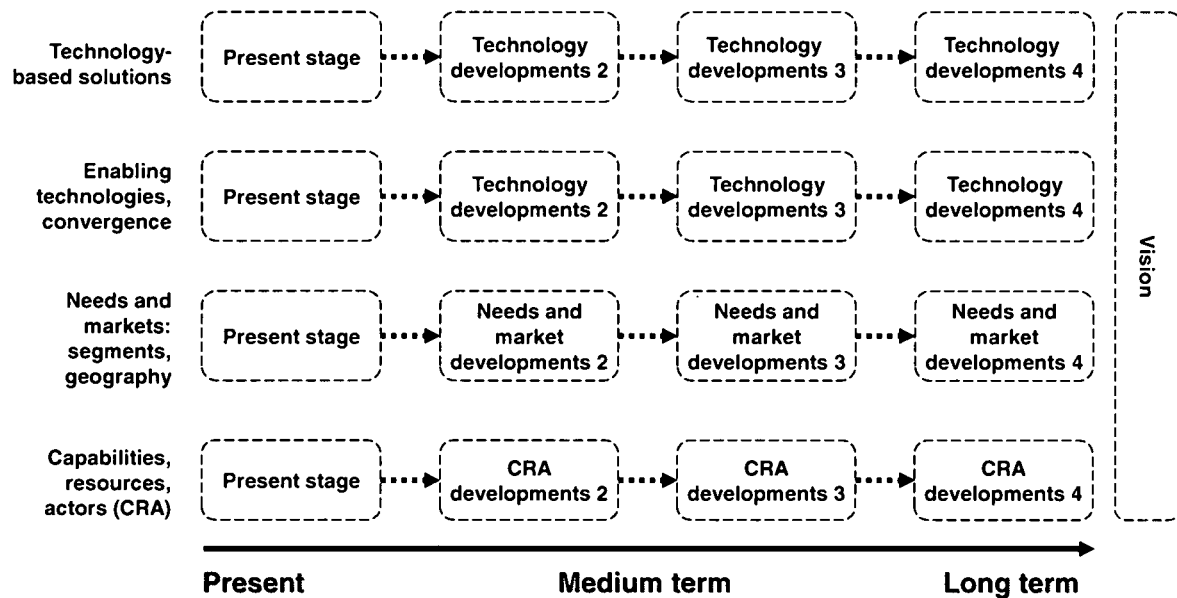 Technology-
based solutions
Present stage
Technology
developments 2
Technology
developments 3
Technology
developments 4
Enabling
technologies,
convergence
Present stage
Technology
developments 2
Technology
developments 3
Technology
developments 4
Needs and
markets:
segments,
geography
Present stage
Needs and
market
developments 2
Needs and
market
developments 3
Needs and
market
developments 4
Capabilities,
resources,
actors (CRA)
Present stage
CRA
developments 2
CRA
developments 3
CRA
developments 4
Vision
Present
Medium term
Long term